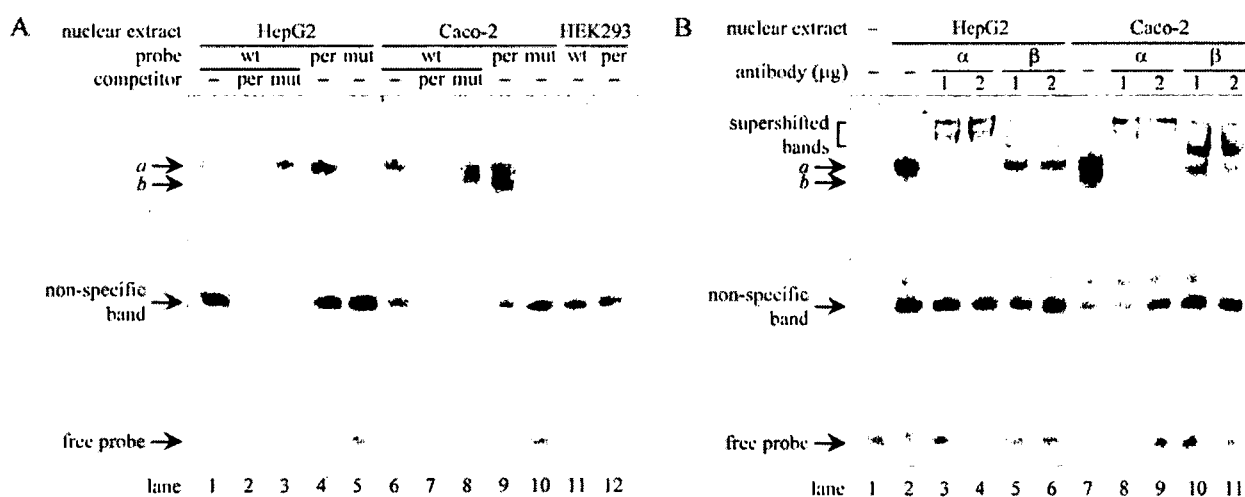 A
nuclear extract HepG2 Caco-2 HEK293
probe wt per mut wt per mut wt per
competitor – per mut – – – per mut – – – –
a
b
non-specific
band
free probe
lane 1 2 3 4 5 6 7 8 9 10 11 12
B
nuclear extract – HepG2 Caco-2
antibody (μg) – – α β – α β
1 2 1 2 1 2 1 2
supershifted
bands
a
b
non-specific
band
free probe
lane 1 2 3 4 5 6 7 8 9 10 11